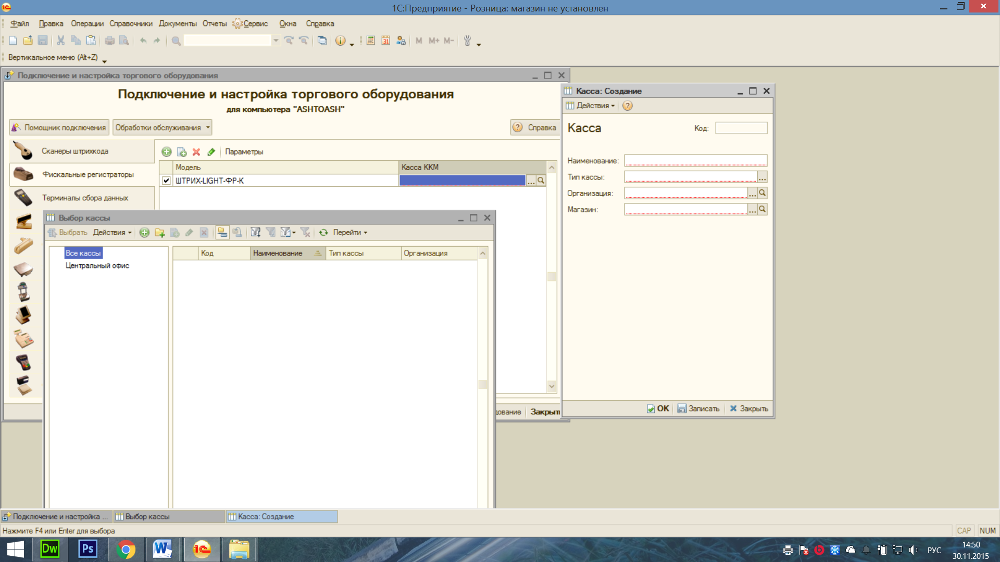 1С:Предприятие - Розница: магазин не установлен
Файл Правка Операции Справочники Документы Отчеты Сервис Окна Справка
31 M M+ M-
Вертикальное меню (Alt+Z)
Подключение и настройка торгового оборудования
Подключение и настройка торгового оборудования
для компьютера "ASHTOASH"
Помощник подключения Обработки обслуживания Справка
Сканеры штрихкода
Фискальные регистраторы
Терминалы сбора данных
Параметры
Модель Касса ККМ
ШТРИХ-LIGHT-ФР-К ...
Выбор кассы
Выбрать Действия Перейти
Все кассы
Центральный офис
Код Наименование Тип кассы Организация
дование Закрыть
Касса: Создание
Действия ?
Касса Код:
Наименование:
Тип кассы: ...
Организация: ...
Магазин: ...
OK Записать Закрыть
Подключение и настройка ... Выбор кассы Касса: Создание
Нажмите F4 или Enter для выбора CAP NUM
Dw Ps W 1С РУС 14:50
30.11.2015